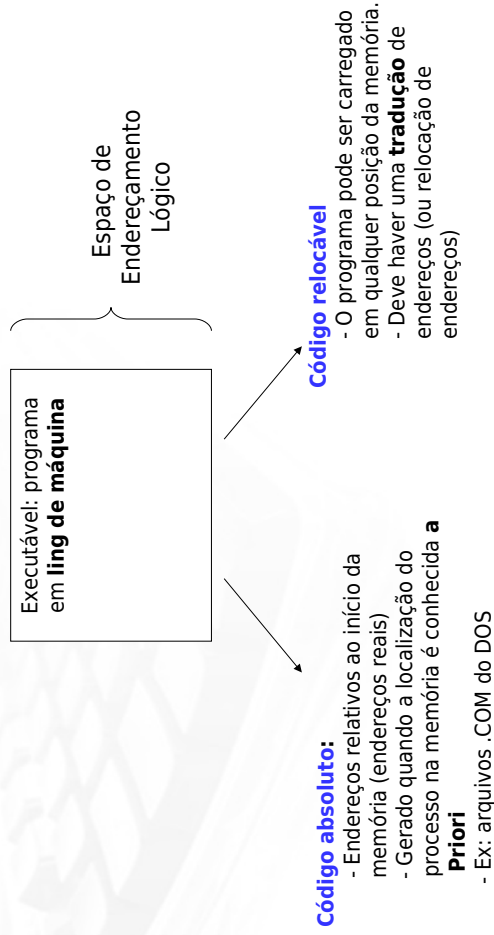 Executável: programa
em ling de máquina
Espaço de
Endereçamento
Lógico
Código absoluto:
- Endereços relativos ao início da
memória (endereços reais)
- Gerado quando a localização do
processo na memória é conhecida a
Priori
- Ex: arquivos .COM do DOS
Código relocável
- O programa pode ser carregado
em qualquer posição da memória.
- Deve haver uma tradução de
endereços (ou relocação de
endereços)